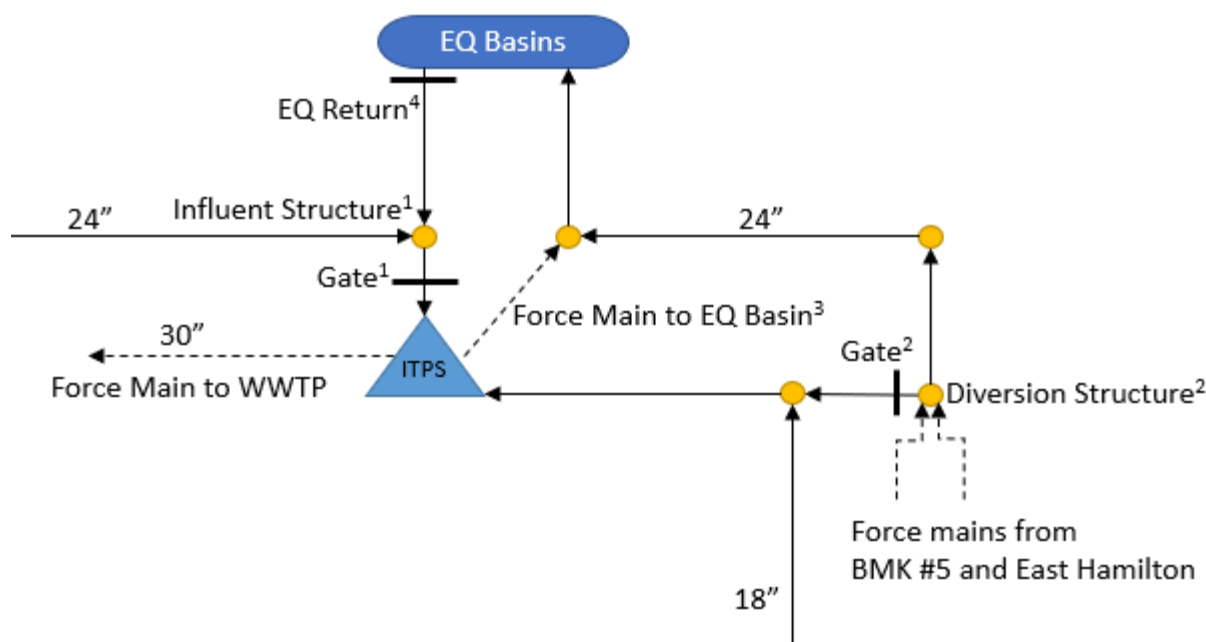 EQ Basins
EQ Return⁴
24”
Influent Structure¹
24”
Gate¹
Force Main to EQ Basin³
30”
Gate²
ITPS
Force Main to WWTP
Diversion Structure²
Force mains from
BMK #5 and East Hamilton
18”